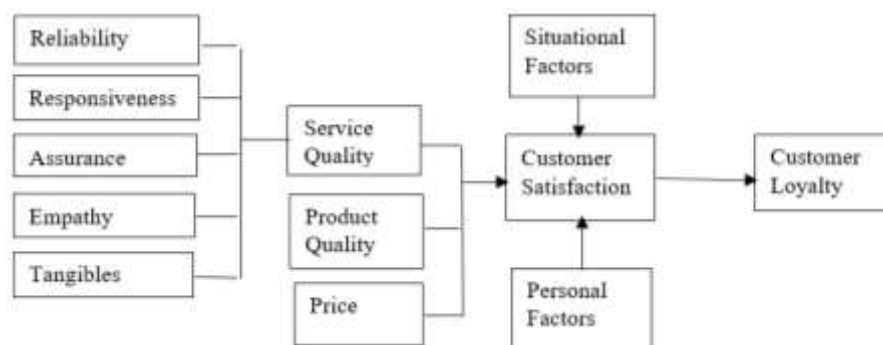 Reliability
Responsiveness
Assurance
Empathy
Tangibles
Service
Quality
Product
Quality
Price
Situational
Factors
Customer
Satisfaction
Personal
Factors
Customer
Loyalty